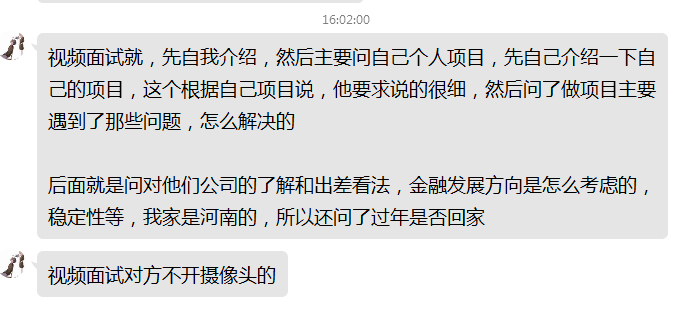 16:02:00
视频面试就，先自我介绍，然后主要问自己个人项目，先自己介绍一下自
己的项目，这个根据自己项目说，他要求说的很细，然后问了做项目主要
遇到了那些问题，怎么解决的
后面就是问对他们公司的了解和出差看法，金融发展方向是怎么考虑的，
稳定性等，我家是河南的，所以还问了过年是否回家
视频面试对方不开摄像头的